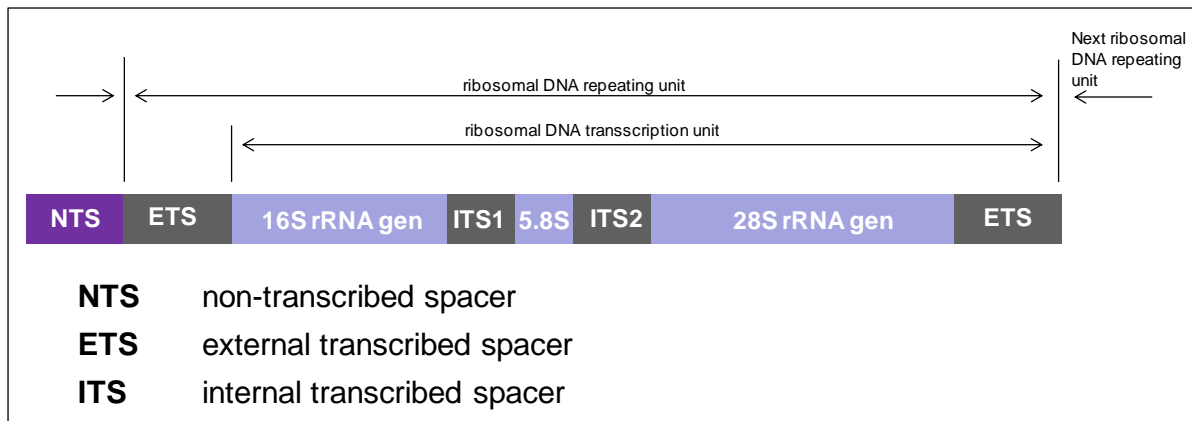 Next ribosomal
DNA repeating
unit
ribosomal DNA repeating unit
ribosomal DNA transscription unit
NTS ETS 16S rRNA gen ITS1 5.8S ITS2 28S rRNA gen ETS
NTS non-transcribed spacer
ETS external transcribed spacer
ITS internal transcribed spacer